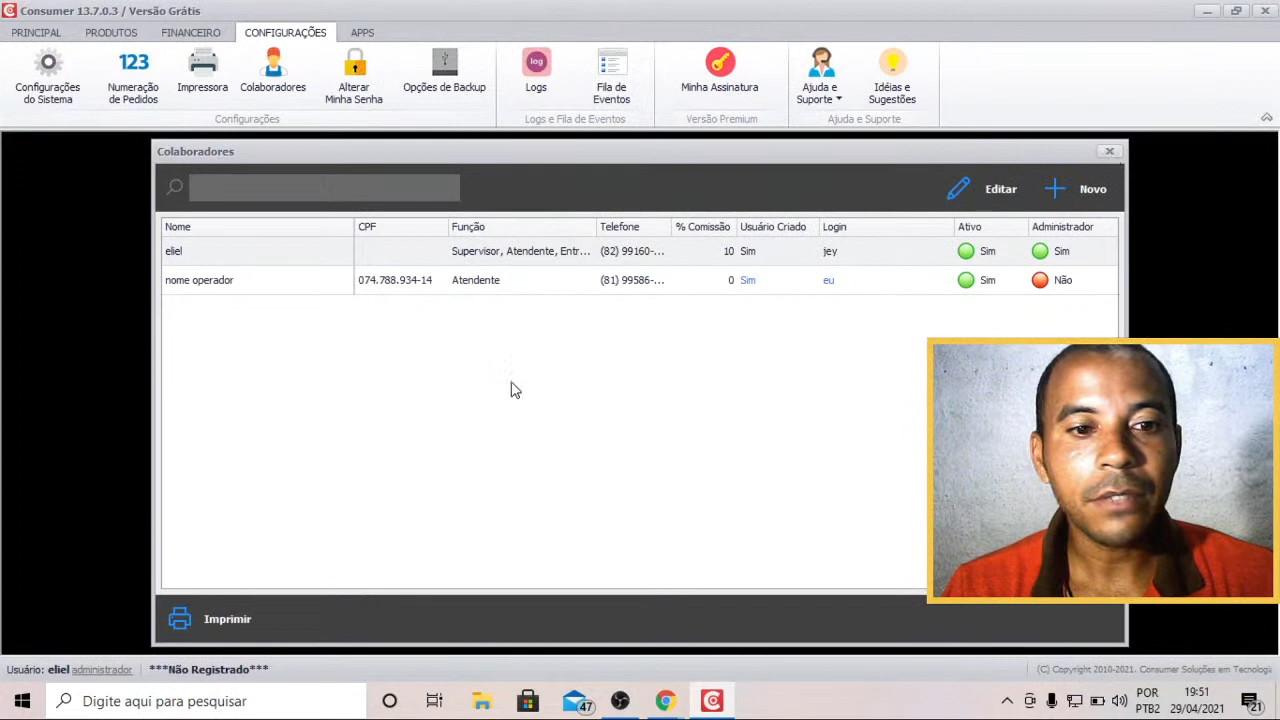 Consumer 13.7.0.3 / Versão Grátis
PRINCIPAL PRODUTOS FINANCEIRO CONFIGURAÇÕES APPS
Configurações do Sistema
123
Numeração de Pedidos
Impressora
Colaboradores
Alterar Minha Senha
Opções de Backup
log
Logs
Fila de Eventos
Minha Assinatura
Ajuda e Suporte
Idéias e Sugestões
Configurações Logs e Fila de Eventos Versão Premium Ajuda e Suporte
Colaboradores
Editar Novo
Nome CPF Função Telefone % Comissão Usuário Criado Login Ativo Administrador
eliel Supervisor, Atendente, Entr... (82) 99160-... 10 Sim jey Sim Sim
nome operador 074.788.934-14 Atendente (81) 99586-... 0 Sim eu Sim Não
Imprimir
Usuário: eliel administrador ***Não Registrado*** (C) Copyright 2010-2021. Consumer Soluções em Tecnologi
Digite aqui para pesquisar 47 POR 19:51
PTB2 29/04/2021 21